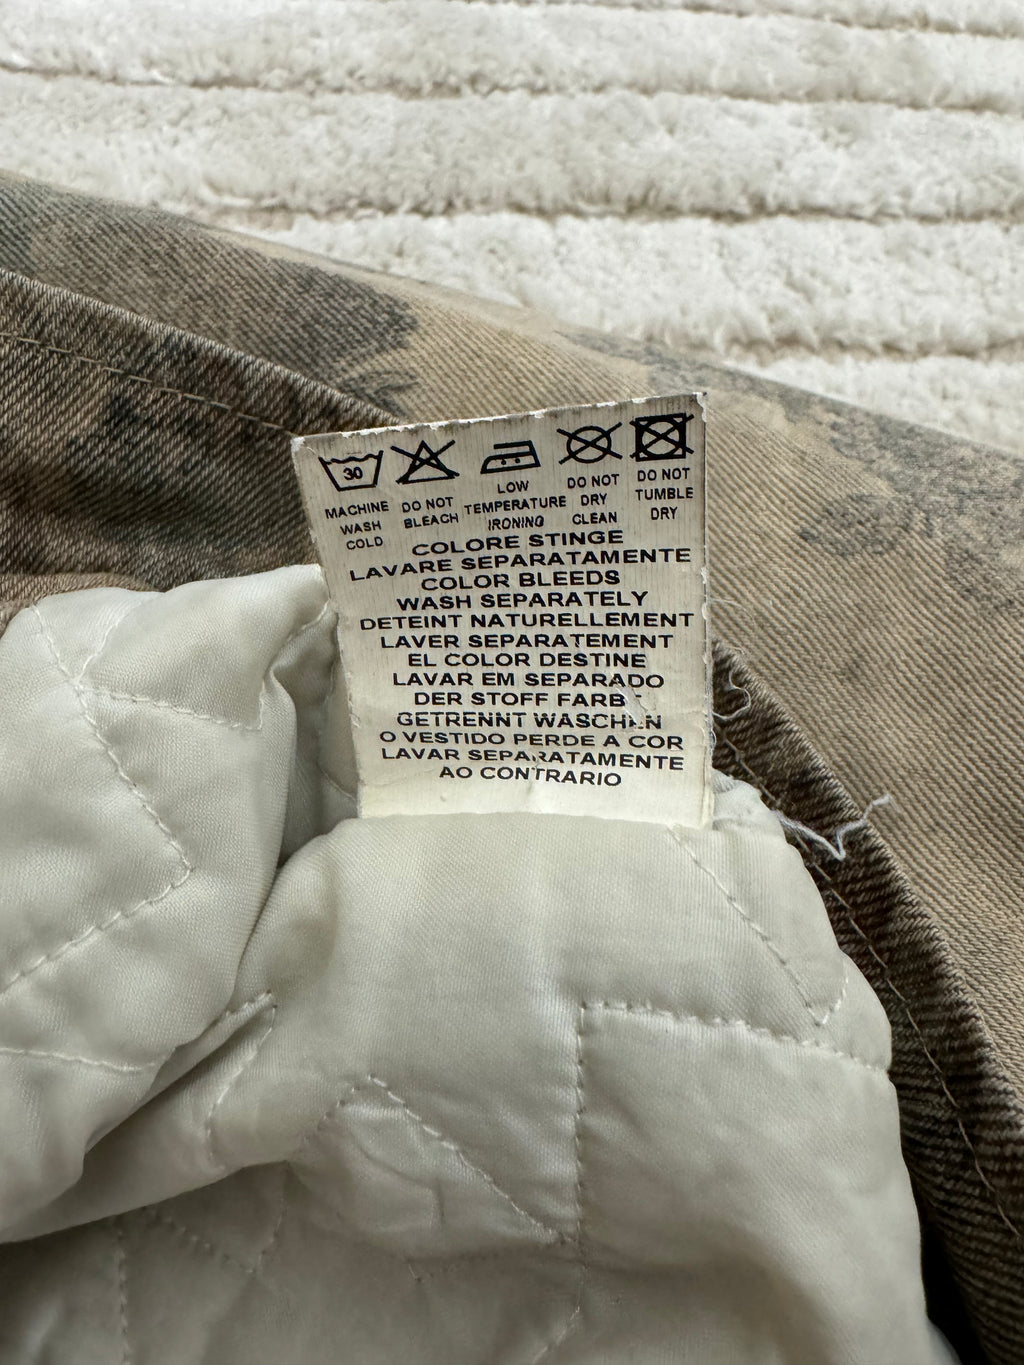 30
MACHINE WASH COLD
DO NOT BLEACH
LOW TEMPERATURE IRONING
DO NOT DRY CLEAN
DO NOT TUMBLE DRY
COLORE STINGE
LAVARE SEPARATAMENTE
COLOR BLEEDS
WASH SEPARATELY
DETEINT NATURELLEMENT
LAVER SEPARATEMENT
EL COLOR DESTINE
LAVAR EM SEPARADO
DER STOFF FARB
GETRENNT WASCHEN
O VESTIDO PERDE A COR
LAVAR SEPARATAMENTE
AO CONTRARIO